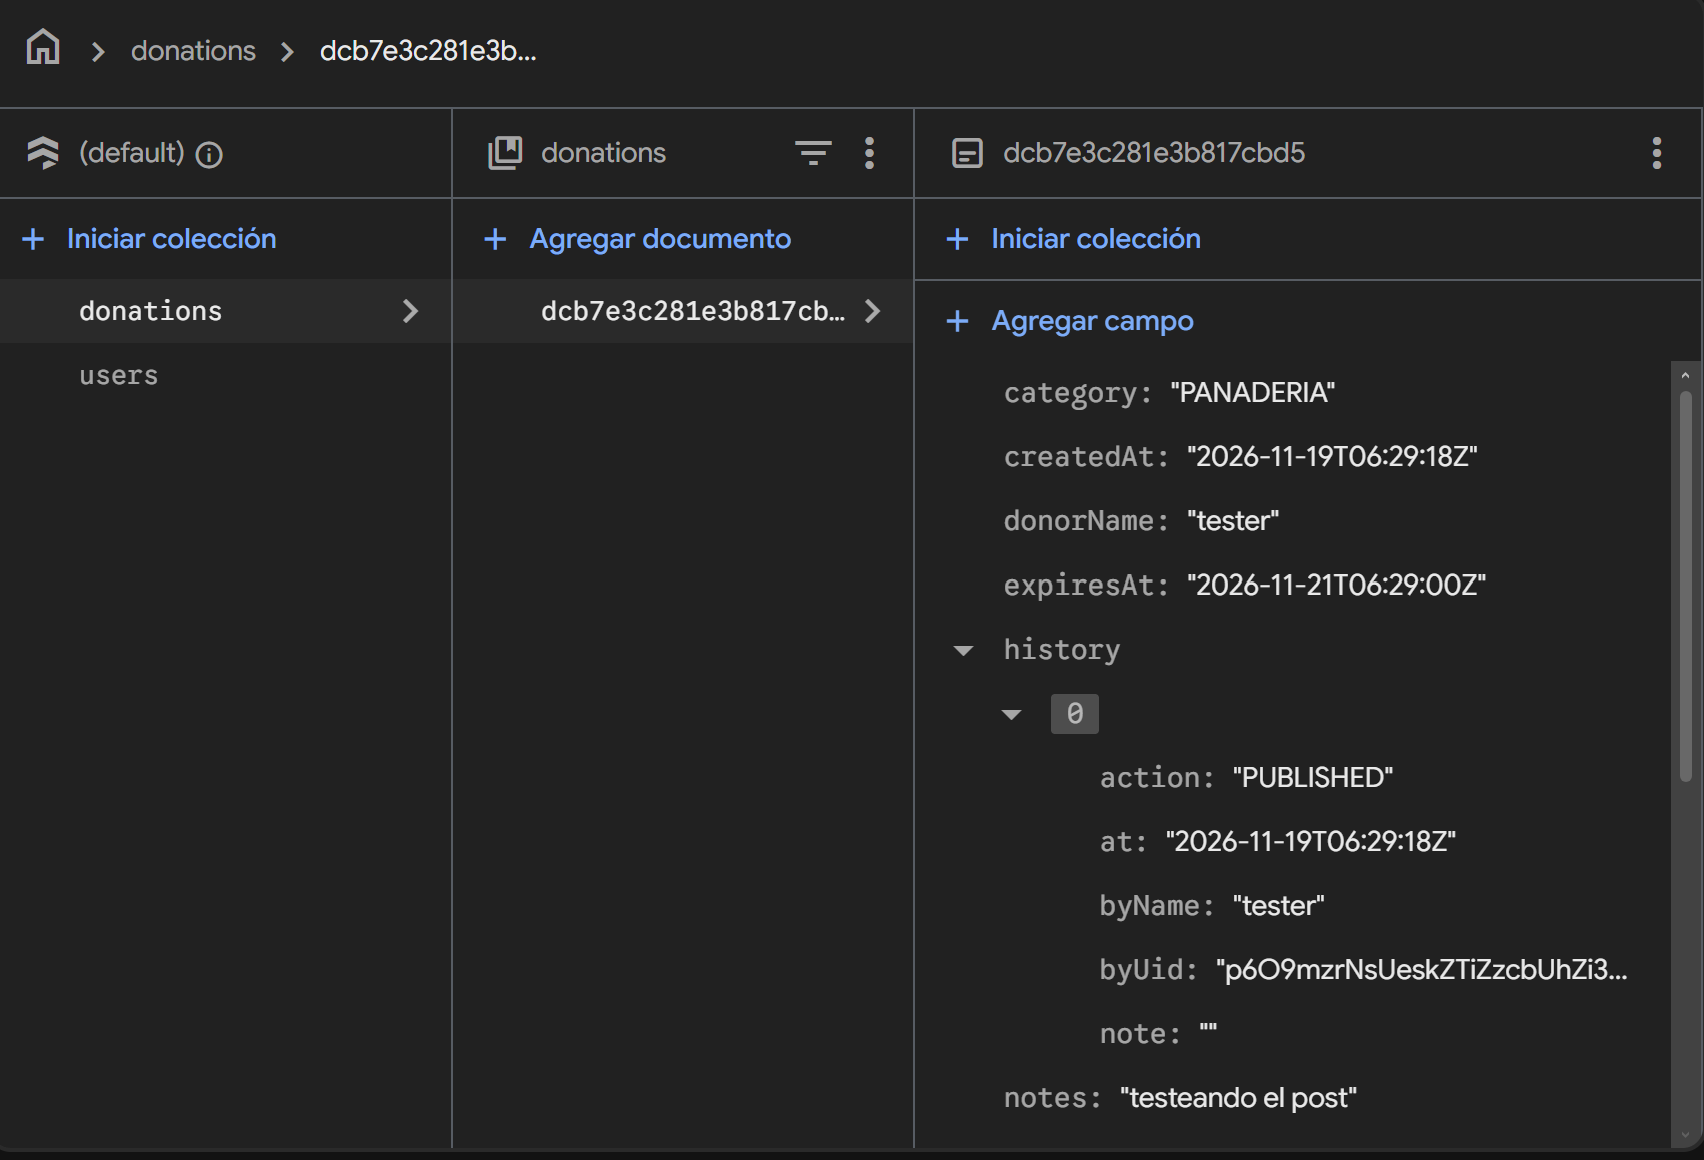 donations
dcb7e3c281e3b...
(default)
donations
dcb7e3c281e3b817cbd5
Iniciar colección
Agregar documento
Iniciar colección
donations
users
dcb7e3c281e3b817cb...
Agregar campo
category: "PANADERIA"
createdAt: "2026-11-19T06:29:18Z"
donorName: "tester"
expiresAt: "2026-11-21T06:29:00Z"
history
0
action: "PUBLISHED"
at: "2026-11-19T06:29:18Z"
byName: "tester"
byUid: "p6O9mzrNsUeskZTiZzcbUhZi3...
note: ""
notes: "testeando el post"